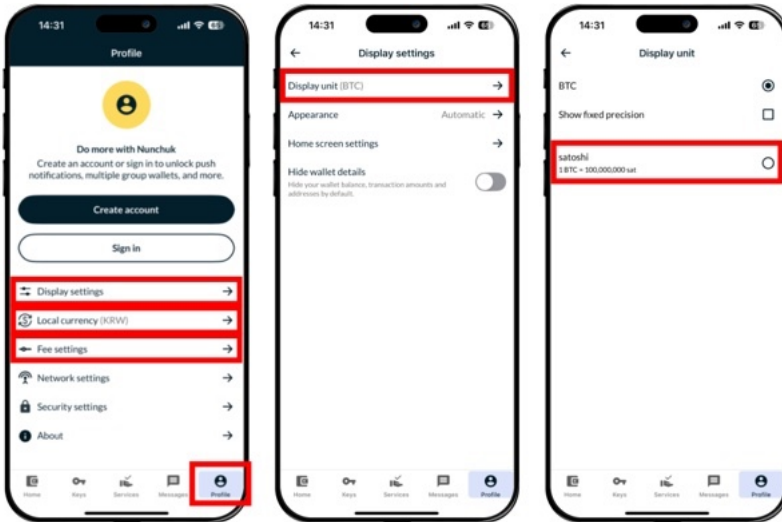 14:31
Profile
Do more with Nunchuk
Create an account or sign in to unlock push
notifications, multiple group wallets, and more.
Create account
Sign in
Display settings
Local currency (KRW)
Fee settings
Network settings
Security settings
About
Home Keys Services Messages Profile
14:31
Display settings
Display unit (BTC)
Appearance Automatic
Home screen settings
Hide wallet details
Hide your wallet balance, transaction amounts and
addresses by default.
Home Keys Services Messages Profile
14:31
Display unit
BTC
Show fixed precision
satoshi
1 BTC = 100,000,000 sat
Home Keys Services Messages Profile